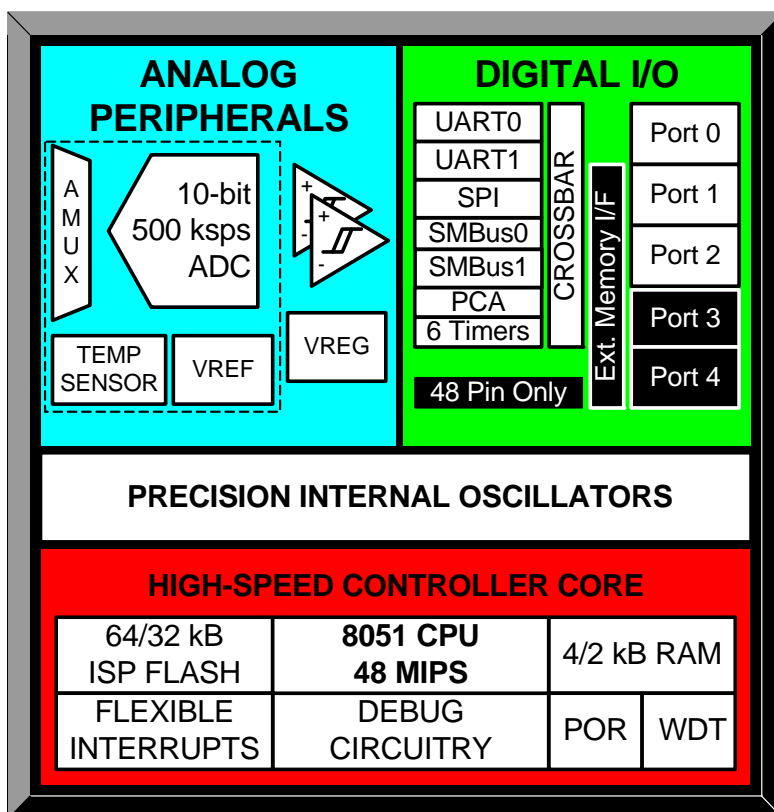 ANALOG
PERIPHERALS
A
M
U
X
10-bit
500 ksps
ADC
+
-
+
-
TEMP
SENSOR
VREF
VREG
DIGITAL I/O
UART0
UART1
SPI
SMBus0
SMBus1
PCA
6 Timers
CROSSBAR
Ext. Memory I/F
Port 0
Port 1
Port 2
Port 3
Port 4
48 Pin Only
PRECISION INTERNAL OSCILLATORS
HIGH-SPEED CONTROLLER CORE
64/32 kB
ISP FLASH
8051 CPU
48 MIPS
4/2 kB RAM
FLEXIBLE
INTERRUPTS
DEBUG
CIRCUITRY
POR
WDT